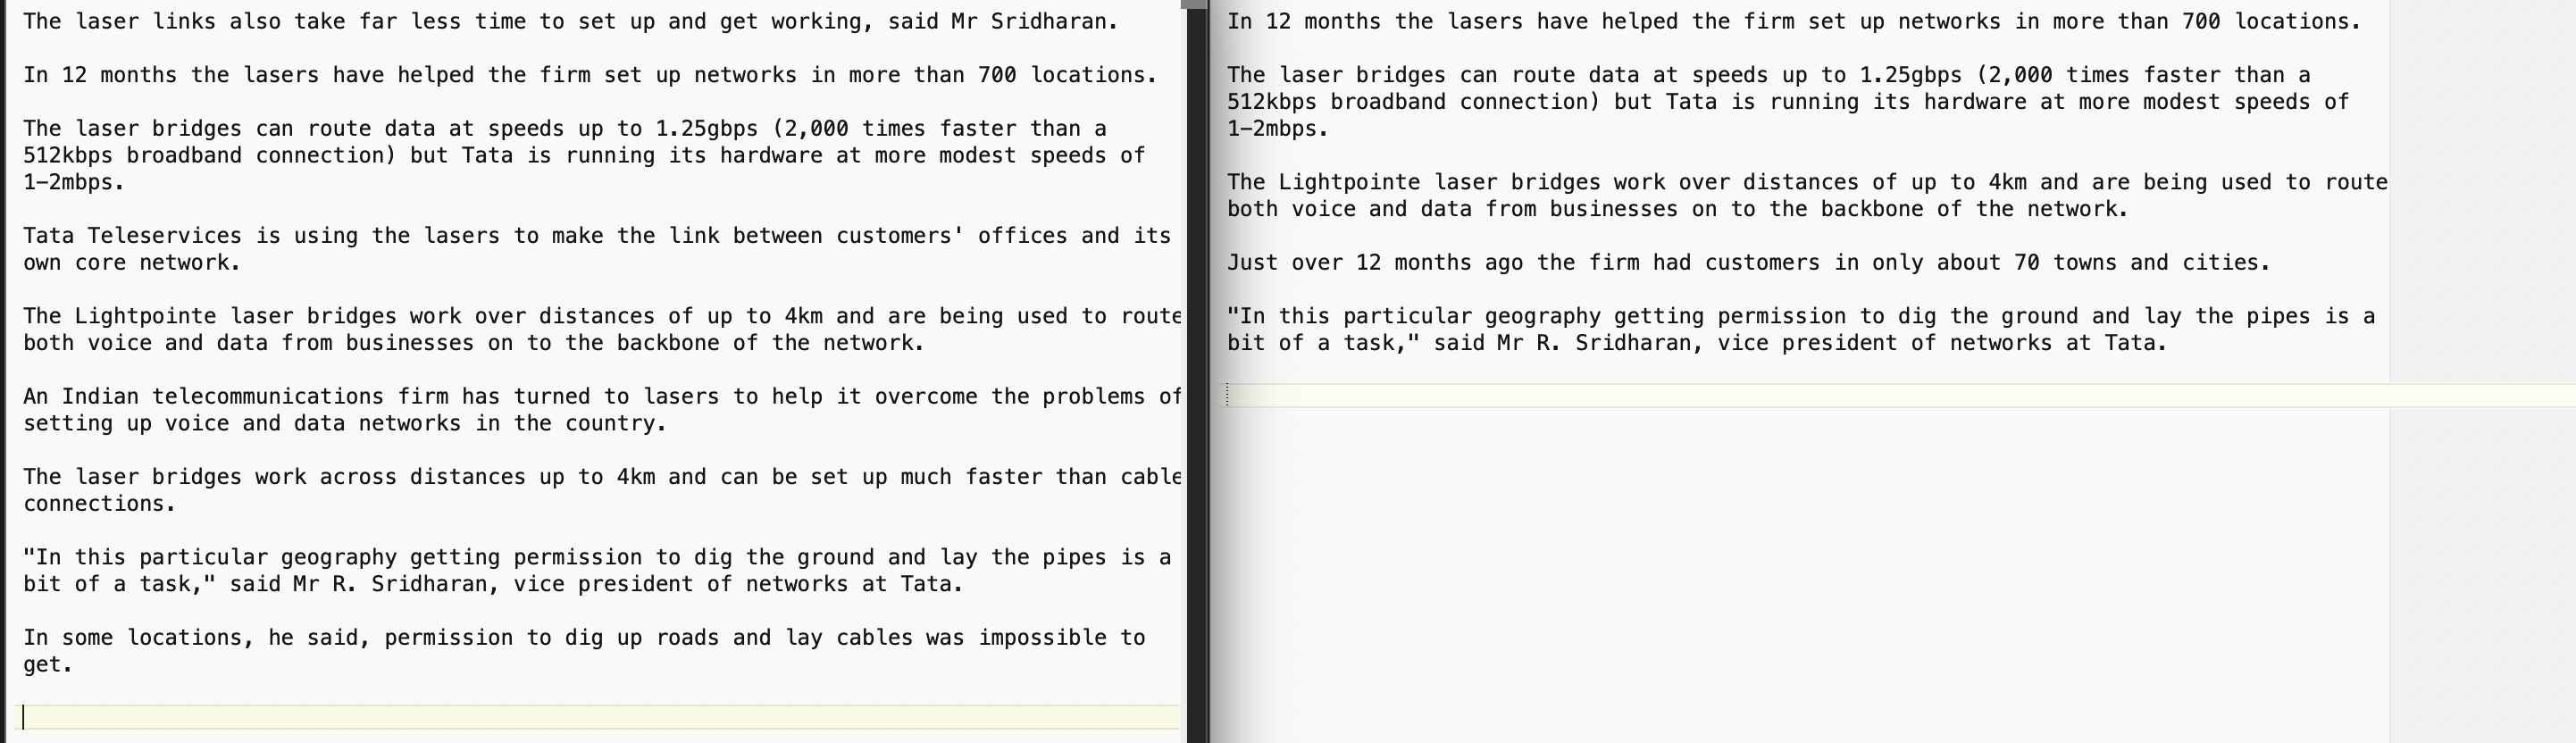 The laser links also take far less time to set up and get working, said Mr Sridharan.
In 12 months the lasers have helped the firm set up networks in more than 700 locations.
The laser bridges can route data at speeds up to 1.25gbps (2,000 times faster than a
512kbps broadband connection) but Tata is running its hardware at more modest speeds of
1-2mbps.
Tata Teleservices is using the lasers to make the link between customers' offices and its
own core network.
The Lightpointe laser bridges work over distances of up to 4km and are being used to route
both voice and data from businesses on to the backbone of the network.
An Indian telecommunications firm has turned to lasers to help it overcome the problems of
setting up voice and data networks in the country.
The laser bridges work across distances up to 4km and can be set up much faster than cable
connections.
"In this particular geography getting permission to dig the ground and lay the pipes is a
bit of a task," said Mr R. Sridharan, vice president of networks at Tata.
In some locations, he said, permission to dig up roads and lay cables was impossible to
get.
In 12 months the lasers have helped the firm set up networks in more than 700 locations.
The laser bridges can route data at speeds up to 1.25gbps (2,000 times faster than a
512kbps broadband connection) but Tata is running its hardware at more modest speeds of
1-2mbps.
The Lightpointe laser bridges work over distances of up to 4km and are being used to route
both voice and data from businesses on to the backbone of the network.
Just over 12 months ago the firm had customers in only about 70 towns and cities.
"In this particular geography getting permission to dig the ground and lay the pipes is a
bit of a task," said Mr R. Sridharan, vice president of networks at Tata.